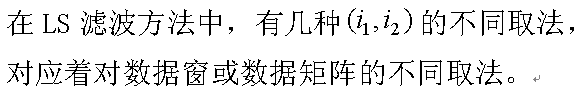 在 LS 滤波方法中，有几种 (i₁,i₂) 的不同取法，
对应着对数据窗或数据矩阵的不同取法。